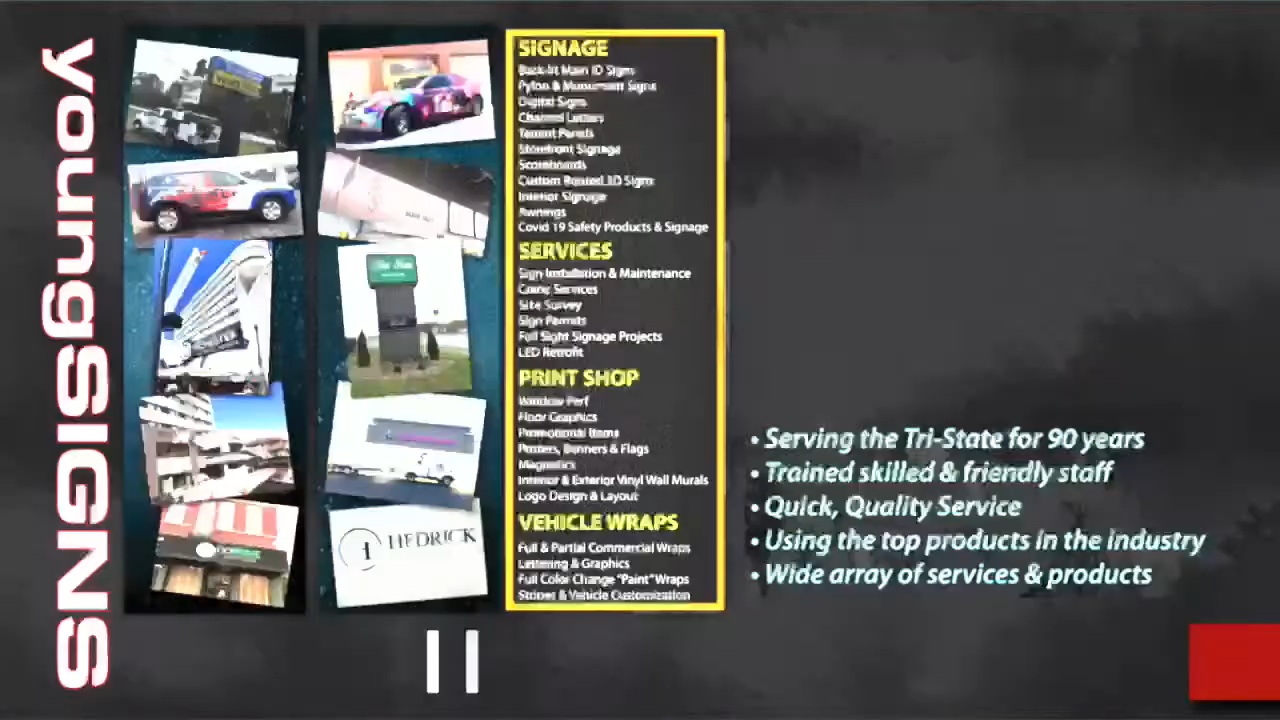 youngSIGNS
SIGNAGE
Back-lit Main ID Signs
Pylon & Monument Signs
Digital Signs
Channel Letters
Tenant Panels
Storefront Signage
Scoreboards
Custom Routed 3D Signs
Interior Signage
Awnings
Covid 19 Safety Products & Signage
SERVICES
Sign Installation & Maintenance
Crane Services
Site Survey
Sign Permits
Full Sight Signage Projects
LED Retrofit
PRINT SHOP
Window Perf
Floor Graphics
Promotional Items
Posters, Banners & Flags
Magnetics
Interior & Exterior Vinyl Wall Murals
Logo Design & Layout
VEHICLE WRAPS
Full & Partial Commercial Wraps
Lettering & Graphics
Full Color Change "Paint" Wraps
Stripes & Vehicle Customization
HEDRICK
• Serving the Tri-State for 90 years
• Trained skilled & friendly staff
• Quick, Quality Service
• Using the top products in the industry
• Wide array of services & products